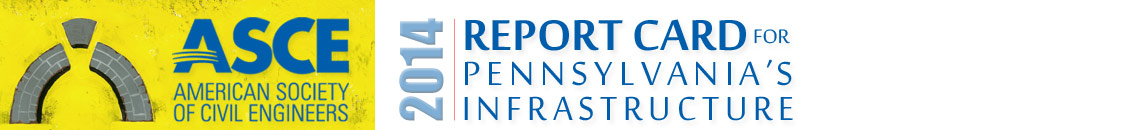 ASCE
AMERICAN SOCIETY
OF CIVIL ENGINEERS
2014
REPORT CARD FOR
PENNSYLVANIA'S
INFRASTRUCTURE